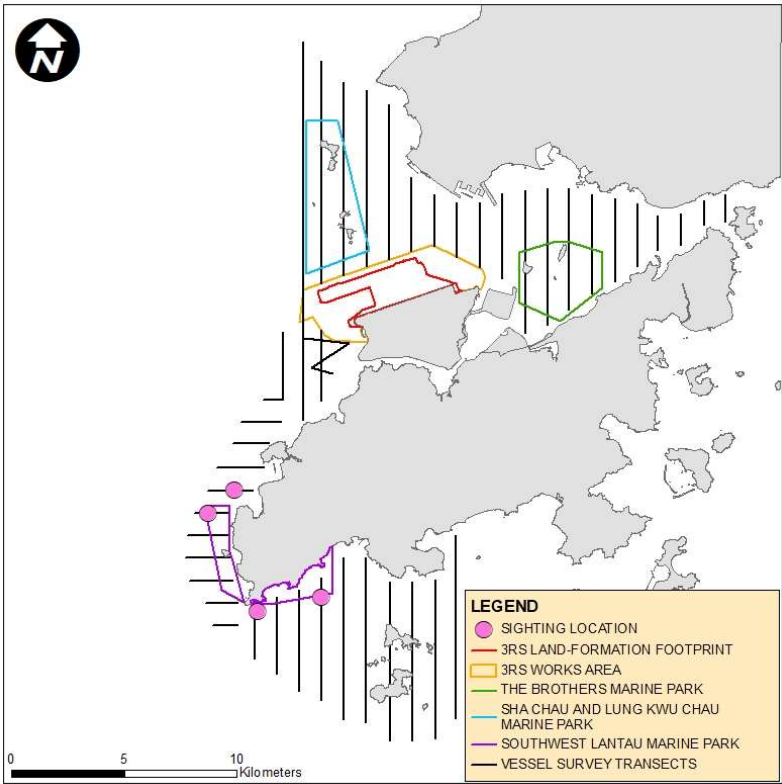 N
LEGEND
SIGHTING LOCATION
3RS LAND-FORMATION FOOTPRINT
3RS WORKS AREA
THE BROTHERS MARINE PARK
SHA CHAU AND LUNG KWU CHAU
MARINE PARK
SOUTHWEST LANTAU MARINE PARK
VESSEL SURVEY TRANSECTS
0 5 10
Kilometers